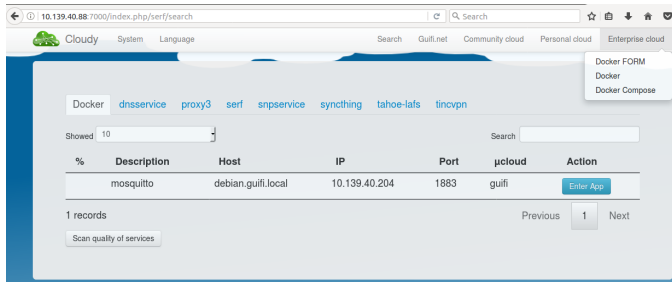 10.139.40.88:7000/index.php/serf/search Search
Cloudy System Language Search Guifi.net Community cloud Personal cloud Enterprise cloud
Docker FORM
Docker
Docker Compose
Docker dnsservice proxy3 serf snpservice syncthing tahoe-lafs tincvpn
Showed 10 Search
% Description Host IP Port µcloud Action
mosquitto debian.guifi.local 10.139.40.204 1883 guifi Enter App
1 records Previous 1 Next
Scan quality of services